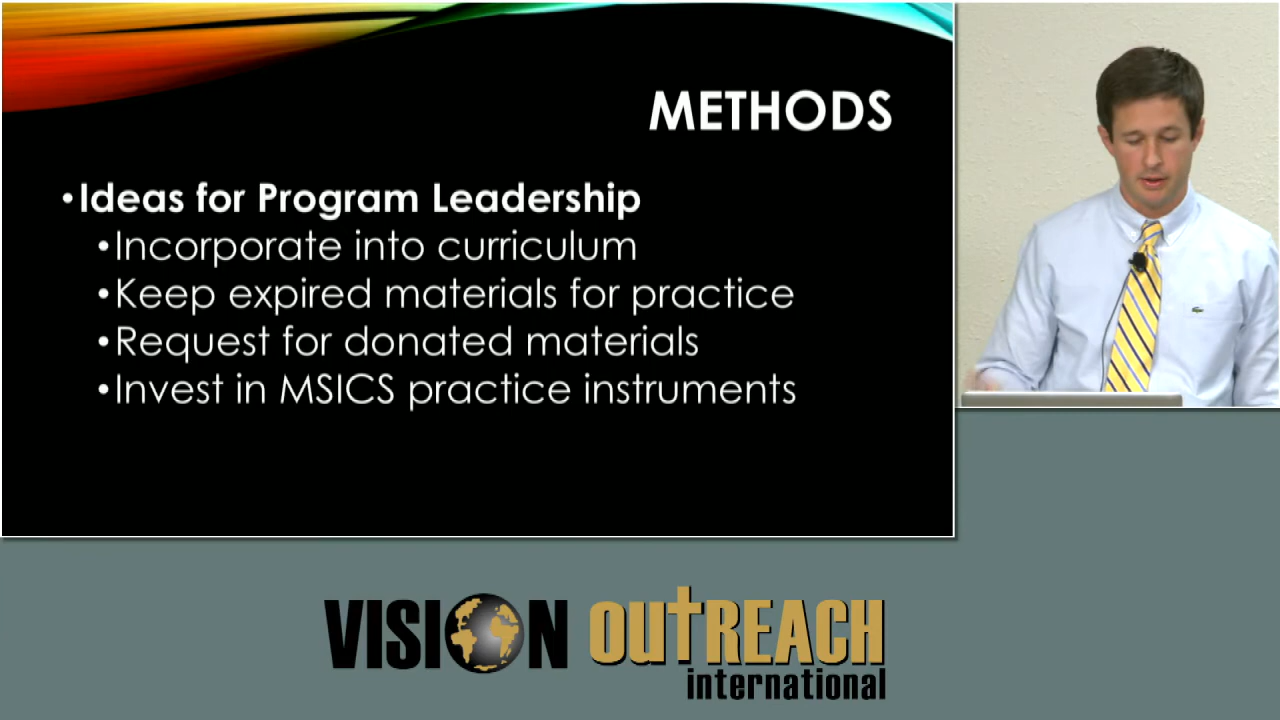 METHODS
•Ideas for Program Leadership
•Incorporate into curriculum
•Keep expired materials for practice
•Request for donated materials
•Invest in MSICS practice instruments
VISION OUTREACH
international